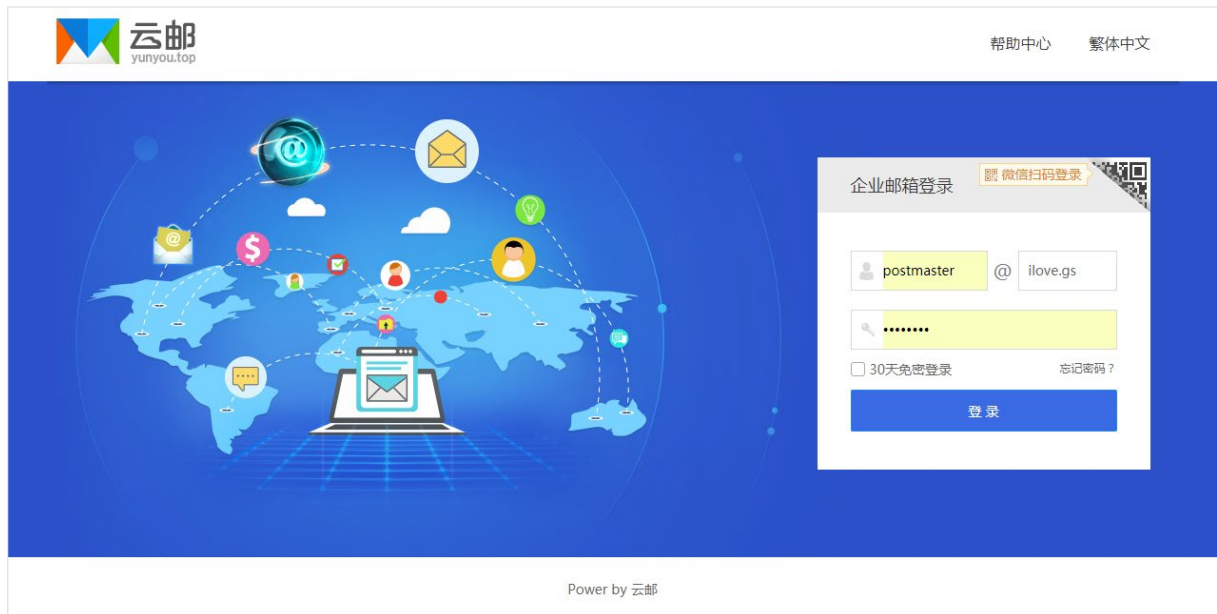 云邮
yunyou.top
帮助中心 繁体中文
企业邮箱登录 微信扫码登录
postmaster @ ilove.gs
••••••••
30天免密登录 忘记密码？
登录
Power by 云邮